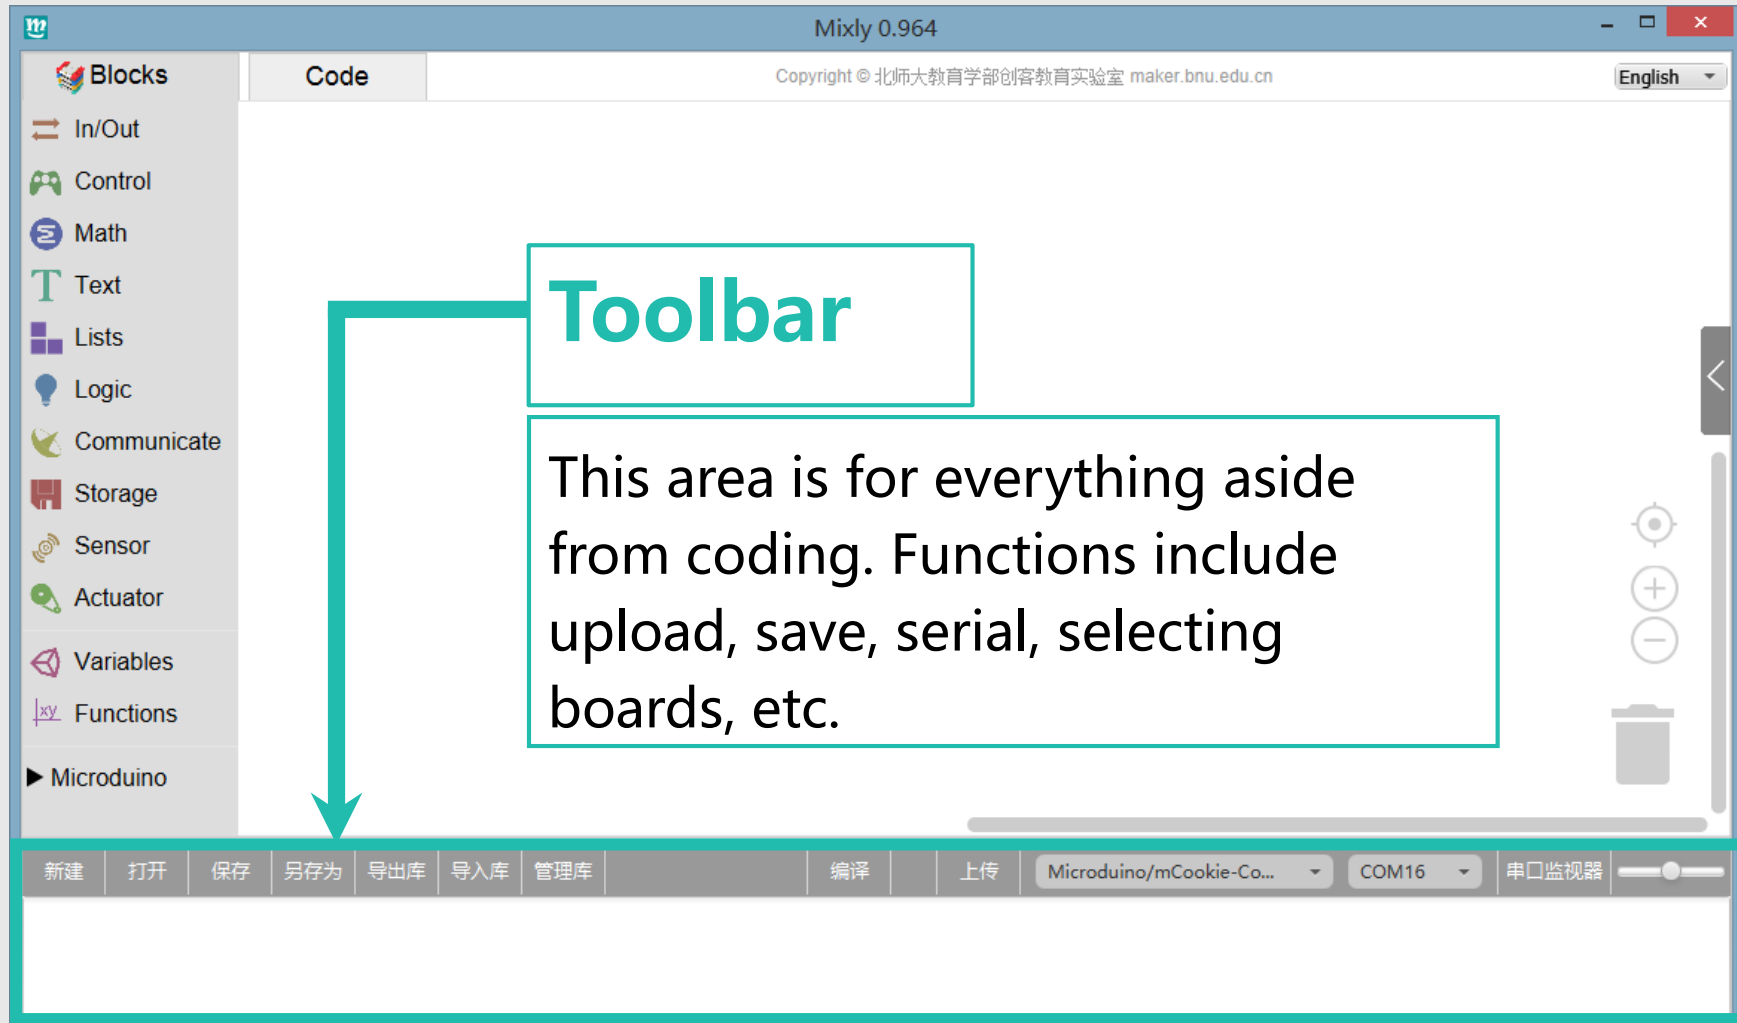 Mixly 0.964
Blocks
Code
Copyright © 北师大教育学部创客教育实验室 maker.bnu.edu.cn
English
In/Out
Control
Math
Text
Lists
Logic
Communicate
Storage
Sensor
Actuator
Variables
Functions
Microduino
Toolbar
This area is for everything aside
from coding. Functions include
upload, save, serial, selecting
boards, etc.
新建 打开 保存 另存为 导出库 导入库 管理库 编译 上传 Microduino/mCookie-Co... COM16 串口监视器